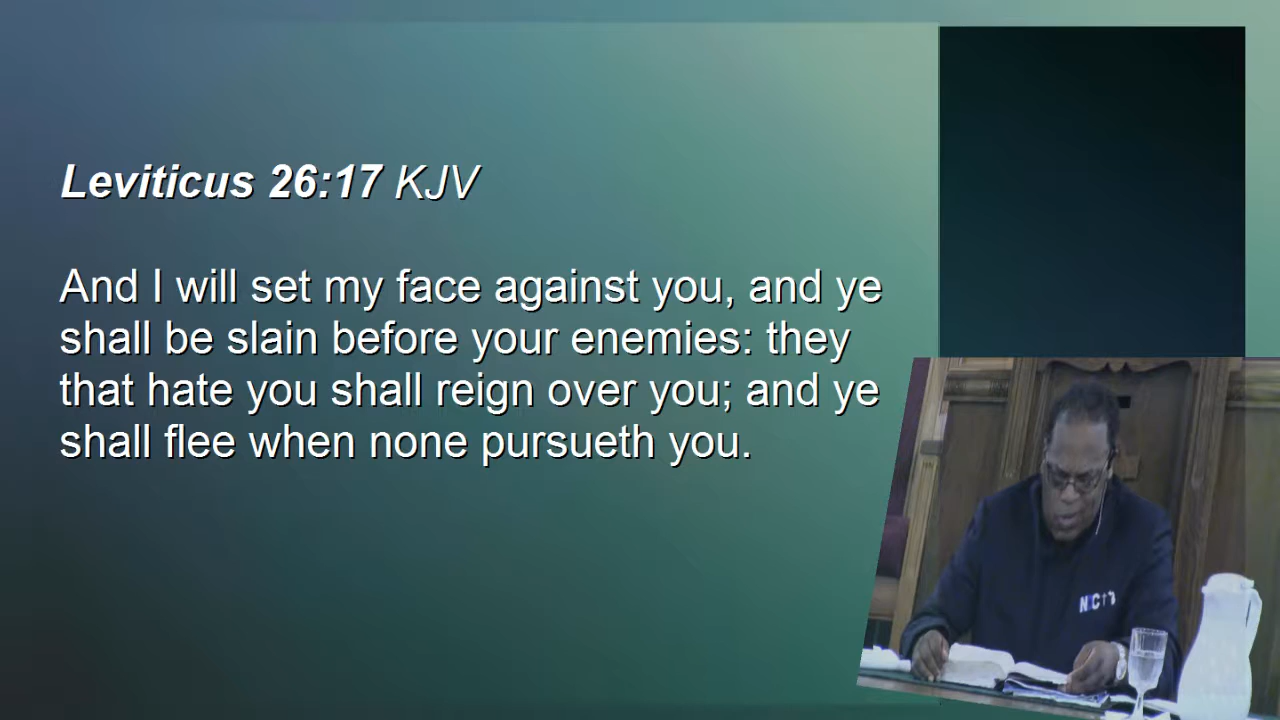 Leviticus 26:17 KJV
And I will set my face against you, and ye
shall be slain before your enemies: they
that hate you shall reign over you; and ye
shall flee when none pursueth you.